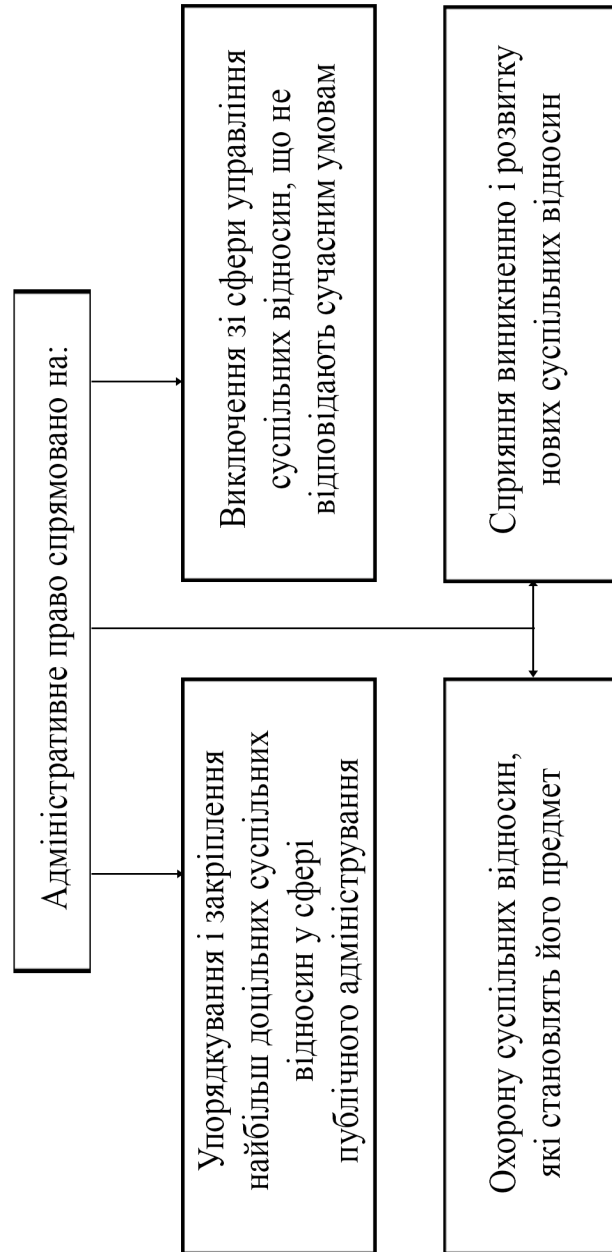 Адміністративне право спрямовано на:
Упорядкування і закріплення
найбільш доцільних суспільних
відносин у сфері
публічного адміністрування
Виключення зі сфери управління
суспільних відносин, що не
відповідають сучасним умовам
Охорону суспільних відносин,
які становлять його предмет
Сприяння виникненню і розвитку
нових суспільних відносин